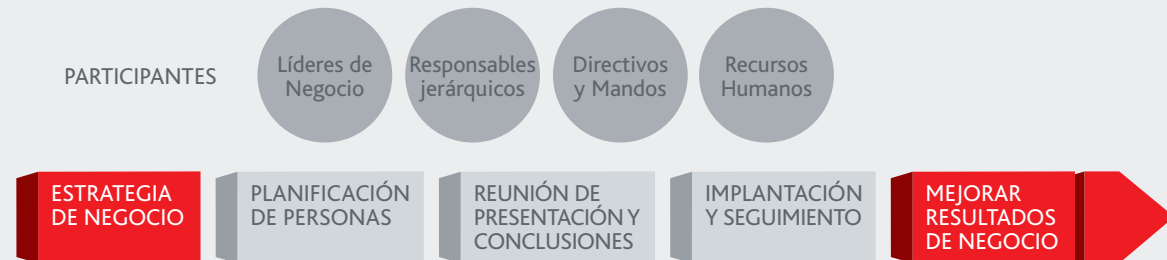 PARTICIPANTES
Líderes de
Negocio
Responsables
jerárquicos
Directivos
y Mandos
Recursos
Humanos
ESTRATEGIA
DE NEGOCIO
PLANIFICACIÓN
DE PERSONAS
REUNIÓN DE
PRESENTACIÓN Y
CONCLUSIONES
IMPLANTACIÓN
Y SEGUIMIENTO
MEJORAR
RESULTADOS
DE NEGOCIO